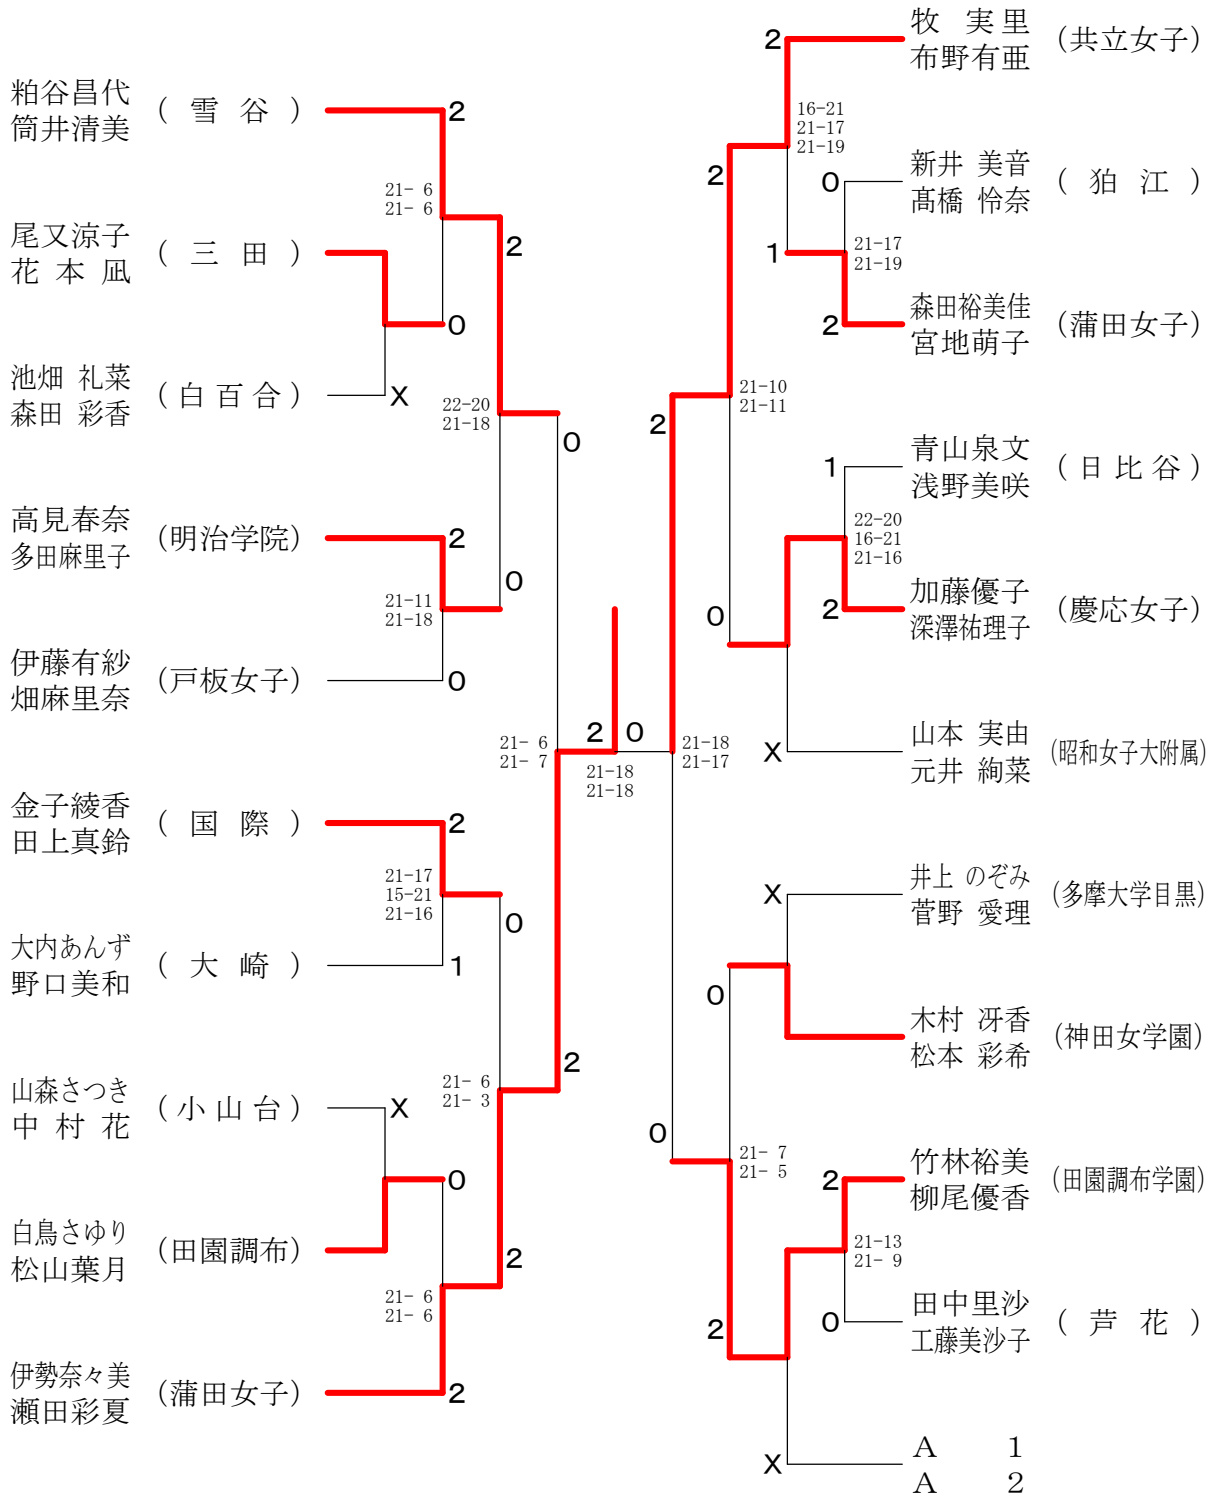 粕谷昌代
筒井清美
( 雪 谷 )
2
21- 6
21- 6
尾又涼子
花 本 凪
( 三 田 )
0
2
池畑 礼菜
森田 彩香
( 白 百 合 )
X
22-20
21-18
0
高見春奈
多田麻里子
(明治学院)
2
21-11
21-18
0
伊藤有紗
畑麻里奈
(戸板女子)
0
21- 6
21- 7
2
0
21-18
21-18
金子綾香
田上真鈴
( 国 際 )
2
21-17
15-21
21-16
0
大内あんず
野口美和
( 大 崎 )
1
2
山森さつき
中 村 花
( 小 山 台 )
X
21- 6
21- 3
白鳥さゆり
松山葉月
(田園調布)
0
2
21- 6
21- 6
伊勢奈々美
瀬田彩夏
(蒲田女子)
2
牧 実里
布野有亜
(共立女子)
2
16-21
21-17
21-19
2
新井 美音
髙橋 怜奈
( 狛 江 )
0
21-17
21-19
1
森田裕美佳
宮地萌子
(蒲田女子)
2
21-10
21-11
2
青山泉文
浅野美咲
( 日 比 谷 )
1
22-20
16-21
21-16
加藤優子
深澤祐理子
(慶応女子)
2
0
山本 実由
元井 絢菜
(昭和女子大附属)
X
21-18
21-17
井上 のぞみ
菅野 愛理
(多摩大学目黒)
X
0
木村 冴香
松本 彩希
(神田女学園)
0
21- 7
21- 5
竹林裕美
柳尾優香
(田園調布学園)
2
21-13
21- 9
2
田中里沙
工藤美沙子
( 芦 花 )
0
A 1
A 2
X